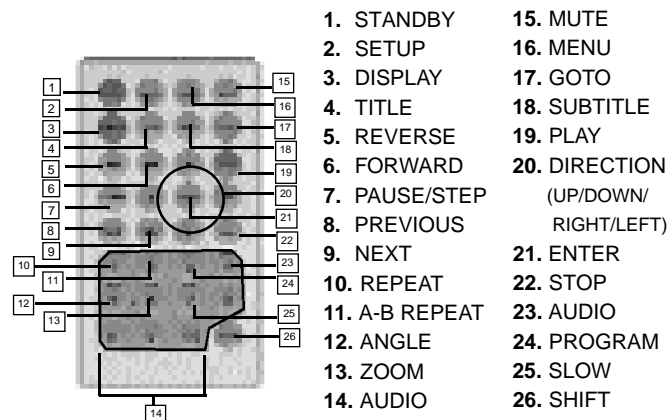 1
2
3
4
5
6
7
8
9
10
11
12
13
14
15
16
17
18
19
20
21
22
23
24
25
26
1. STANDBY
2. SETUP
3. DISPLAY
4. TITLE
5. REVERSE
6. FORWARD
7. PAUSE/STEP
8. PREVIOUS
9. NEXT
10. REPEAT
11. A-B REPEAT
12. ANGLE
13. ZOOM
14. AUDIO
15. MUTE
16. MENU
17. GOTO
18. SUBTITLE
19. PLAY
20. DIRECTION
(UP/DOWN/
RIGHT/LEFT)
21. ENTER
22. STOP
23. AUDIO
24. PROGRAM
25. SLOW
26. SHIFT